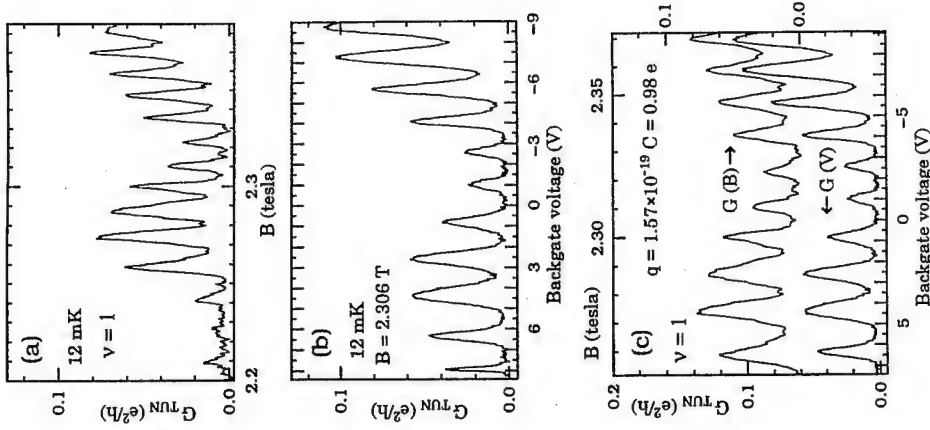 (a)
12 mK
ν = 1
G_TUN (e²/h)
0.1
0.0
2.2
2.3
B (tesla)
(b)
12 mK
B = 2.306 T
G_TUN (e²/h)
0.1
0.0
6
3
0
-3
-6
-9
Backgate voltage (V)
B (tesla)
2.30
2.35
(c)
ν = 1
q = 1.57×10⁻¹⁹ C = 0.98 e
G (B) →
← G (V)
G_TUN (e²/h)
0.2
0.1
0.0
0.1
0.0
5
0
-5
Backgate voltage (V)